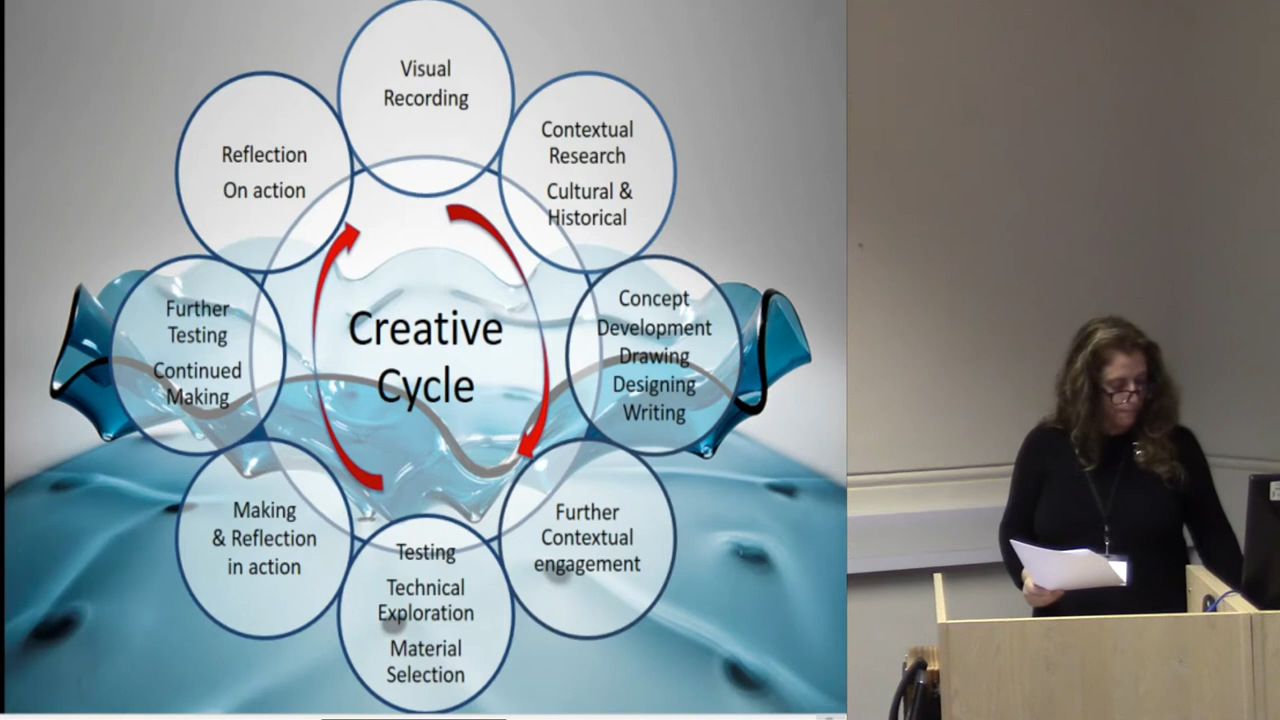 Visual
Recording
Contextual
Research
Cultural &
Historical
Concept
Development
Drawing
Designing
Writing
Further
Contextual
engagement
Testing
Technical
Exploration
Material
Selection
Making
& Reflection
in action
Further
Testing
Continued
Making
Reflection
On action
Creative
Cycle